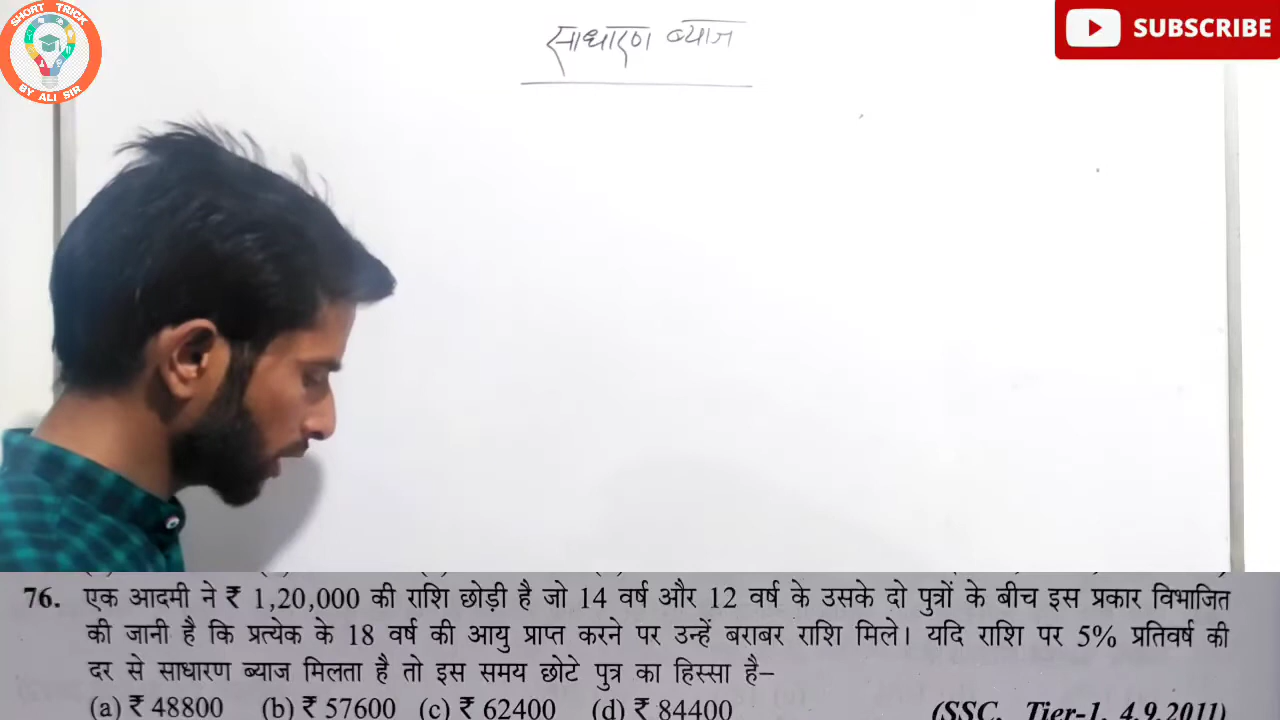 SHORT TRICK
BY ALI SIR
साधारण ब्याज
SUBSCRIBE
76. एक आदमी ने ₹ 1,20,000 की राशि छोड़ी है जो 14 वर्ष और 12 वर्ष के उसके दो पुत्रों के बीच इस प्रकार विभाजित
की जानी है कि प्रत्येक के 18 वर्ष की आयु प्राप्त करने पर उन्हें बराबर राशि मिले। यदि राशि पर 5% प्रतिवर्ष की
दर से साधारण ब्याज मिलता है तो इस समय छोटे पुत्र का हिस्सा है–
(a) ₹ 48800 (b) ₹ 57600 (c) ₹ 62400 (d) ₹ 84400
(SSC, Tier-1, 4.9.2011)